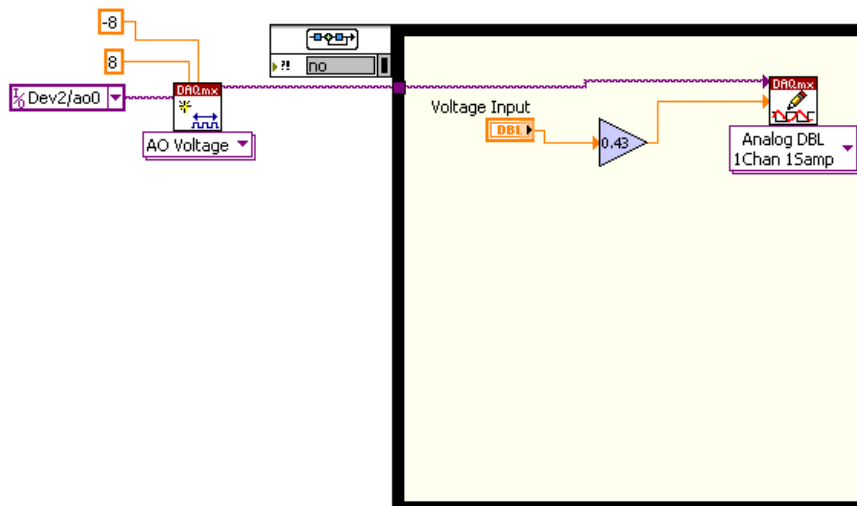 -8
8
I/O Dev2/ao0
DAQmx
AO Voltage
?! no
Voltage Input
DBL
0.43
DAQmx
Analog DBL
1Chan 1Samp